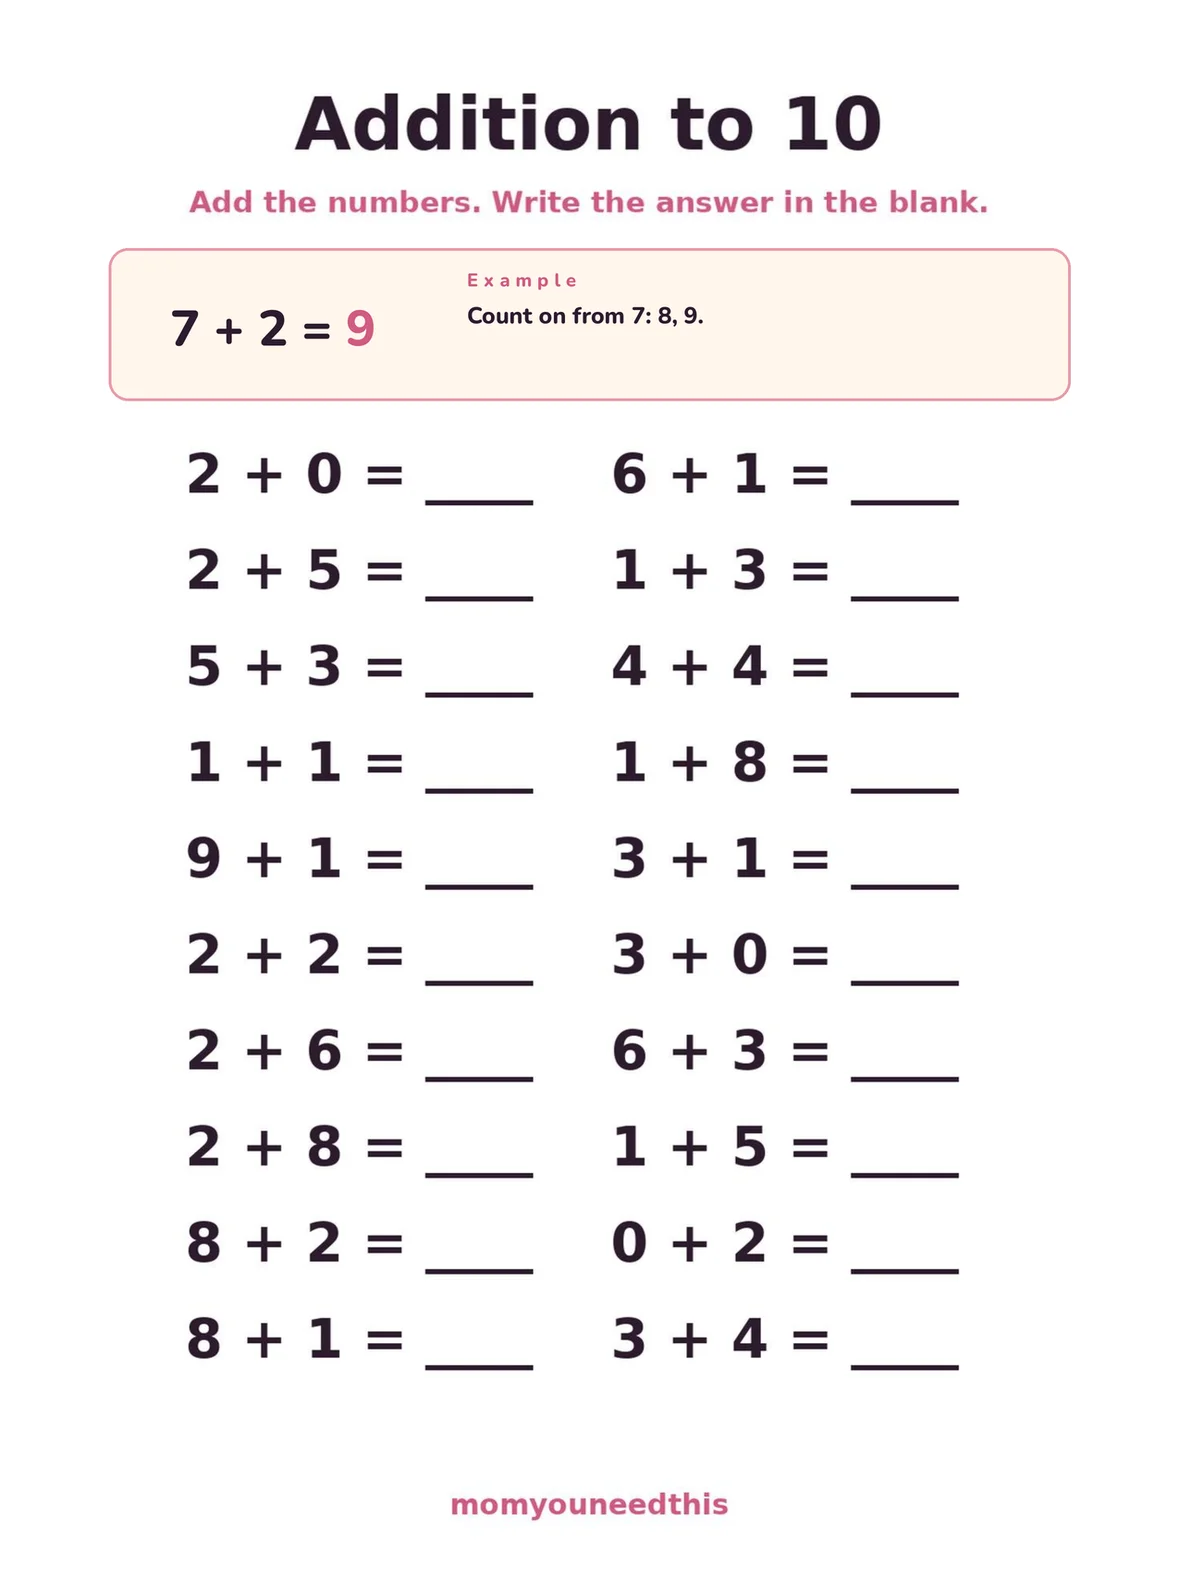 Addition to 10
Add the numbers. Write the answer in the blank.
Example
7 + 2 = 9
Count on from 7: 8, 9.
2 + 0 = ____ 6 + 1 = ____
2 + 5 = ____ 1 + 3 = ____
5 + 3 = ____ 4 + 4 = ____
1 + 1 = ____ 1 + 8 = ____
9 + 1 = ____ 3 + 1 = ____
2 + 2 = ____ 3 + 0 = ____
2 + 6 = ____ 6 + 3 = ____
2 + 8 = ____ 1 + 5 = ____
8 + 2 = ____ 0 + 2 = ____
8 + 1 = ____ 3 + 4 = ____
momyouneedthis